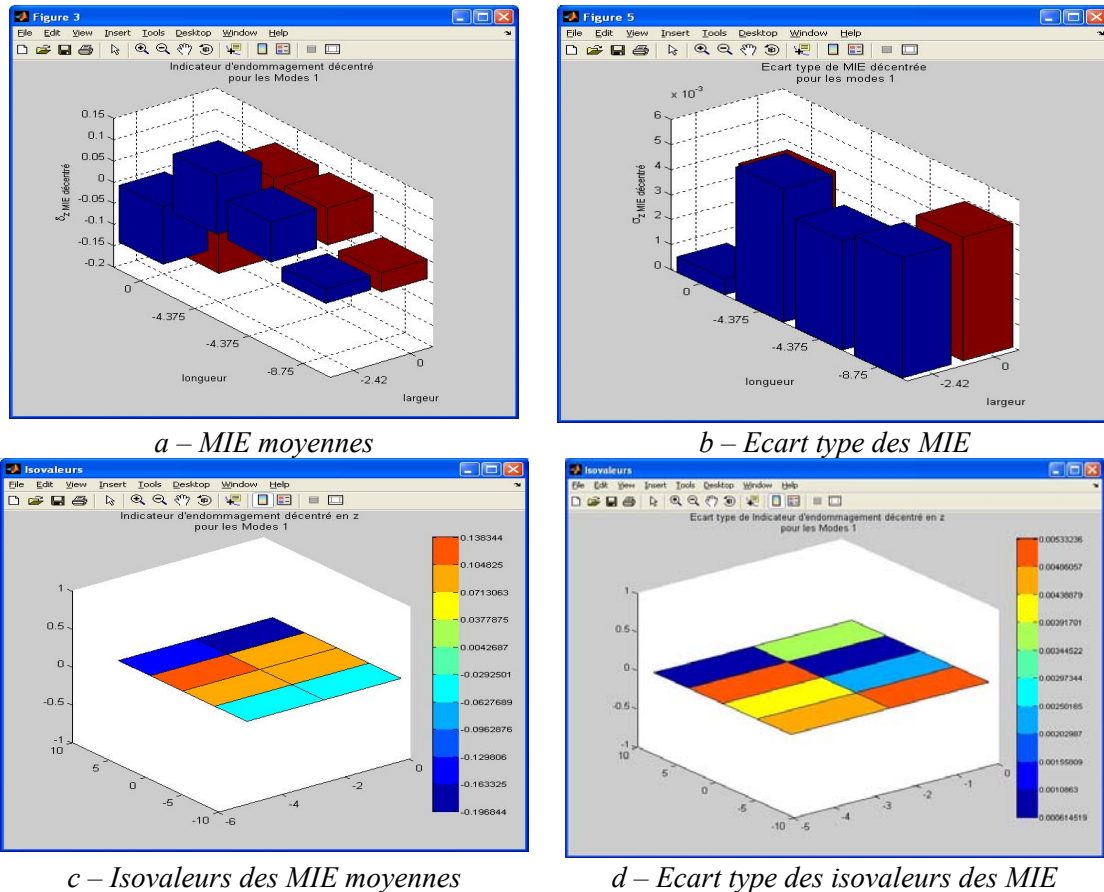 Figure 3
File Edit View Insert Tools Desktop Window Help
Indicateur d'endommagement décentré
pour les Modes 1
0.15
0.1
0.05
0
-0.05
-0.1
-0.15
-0.2
δz MIE décentré
0
-4.375
-4.375
-8.75
longueur
-2.42
0
largeur
a – MIE moyennes
Figure 5
File Edit View Insert Tools Desktop Window Help
Ecart type de MIE décentrée
pour les modes 1
x 10⁻³
6
5
4
3
2
1
0
σz MIE décentré
0
-4.375
-4.375
-8.75
longueur
-2.42
0
largeur
b – Ecart type des MIE
Isovaleurs
File Edit View Insert Tools Desktop Window Help
Indicateur d'endommagement décentré en z
pour les Modes 1
1
0.5
0
-0.5
-1
10
5
0
-5
-10
-6
-4
-2
0
0.138344
0.104825
0.0713063
0.0377875
0.0042687
-0.0292501
-0.0627689
-0.0962876
-0.129806
-0.163325
-0.196844
c – Isovaleurs des MIE moyennes
Isovaleurs
File Edit View Insert Tools Desktop Window Help
Ecart type de Indicateur d'endommagement décentré en z
pour les Modes 1
1
0.5
0
-0.5
-1
10
5
0
-5
-10
-5
-4
-3
-2
-1
0
0.00533236
0.00486057
0.00438879
0.00391701
0.00344522
0.00297344
0.00250165
0.00202987
0.00155809
0.0010863
0.000614519
d – Ecart type des isovaleurs des MIE